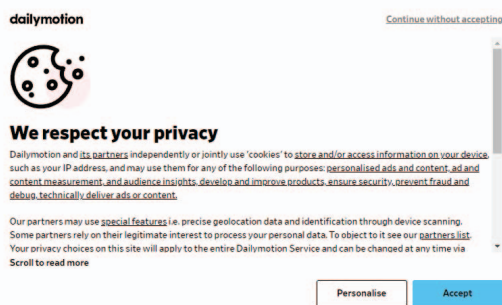 dailymotion
Continue without accepting
We respect your privacy
Dailymotion and its partners independently or jointly use 'cookies' to store and/or access information on your device,
such as your IP address, and may use them for any of the following purposes: personalised ads and content, ad and
content measurement, and audience insights, develop and improve products, ensure security, prevent fraud and
debug, technically deliver ads or content.
Our partners may use special features i.e. precise geolocation data and identification through device scanning.
Some partners rely on their legitimate interest to process your personal data. To object to it see our partners list.
Your privacy choices on this site will apply to the entire Dailymotion Service and can be changed at any time via
Scroll to read more
Personalise
Accept